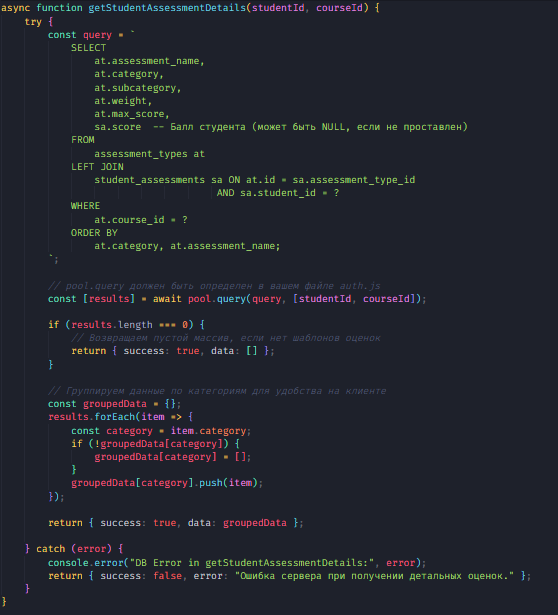 async function getStudentAssessmentDetails(studentId, courseId) {
    try {
        const query = `
            SELECT
                at.assessment_name,
                at.category,
                at.subcategory,
                at.weight,
                at.max_score,
                sa.score  -- Балл студента (может быть NULL, если не проставлен)
            FROM
                assessment_types at
            LEFT JOIN
                student_assessments sa ON at.id = sa.assessment_type_id
                                     AND sa.student_id = ?
            WHERE
                at.course_id = ?
            ORDER BY
                at.category, at.assessment_name;
        `;

        // pool.query должен быть определен в вашем файле auth.js
        const [results] = await pool.query(query, [studentId, courseId]);

        if (results.length === 0) {
            // Возвращаем пустой массив, если нет шаблонов оценок
            return { success: true, data: [] };
        }

        // Группируем данные по категориям для удобства на клиенте
        const groupedData = {};
        results.forEach(item => {
            const category = item.category;
            if (!groupedData[category]) {
                groupedData[category] = [];
            }
            groupedData[category].push(item);
        });

        return { success: true, data: groupedData };

    } catch (error) {
        console.error("DB Error in getStudentAssessmentDetails:", error);
        return { success: false, error: "Ошибка сервера при получении детальных оценок." };
    }
}